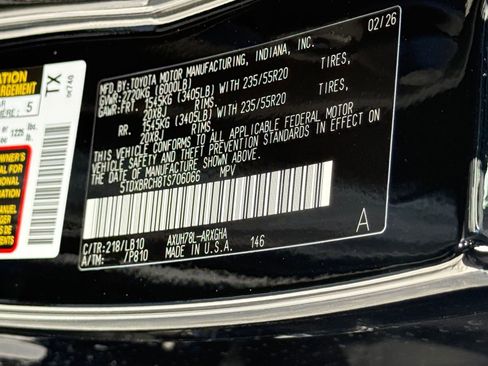 02/26
MFD.BY:TOYOTA MOTOR MANUFACTURING, INDIANA, INC.
GVWR:2720KG (6000LB)
GAWR:FRT. 1545KG (3405LB) WITH 235/55R20 TIRES,
20X8J RIMS
RR. 1545KG (3405LB) WITH 235/55R20 TIRES,
20X8J RIMS
THIS VEHICLE CONFORMS TO ALL APPLICABLE FEDERAL MOTOR
VEHICLE SAFETY AND THEFT PREVENTION STANDARDS IN EFFECT ON
THE DATE OF MANUFACTURE SHOWN ABOVE.
5TDXBRCH8TS706066 MPV
C/TR:218/LB10 AXUH78L-ARXGHA
A/TM: /P810 MADE IN U.S.A. 146
A
TX
5
1225 lbs.